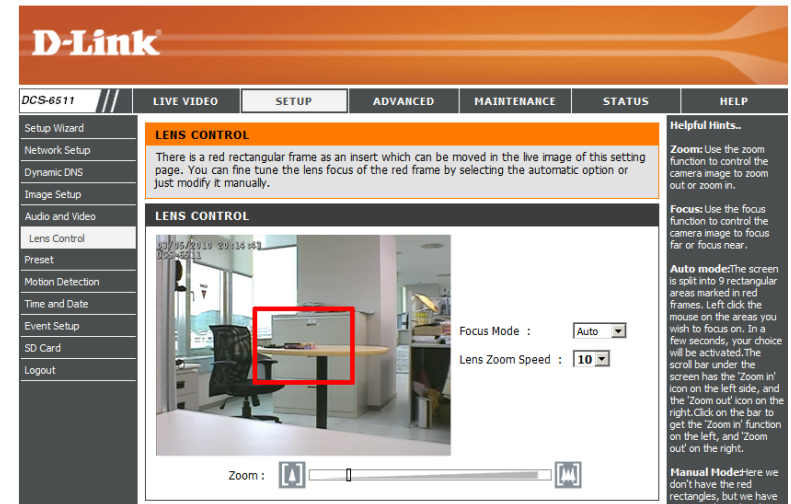 D-Link
DCS-6511
LIVE VIDEO
SETUP
ADVANCED
MAINTENANCE
STATUS
HELP
Setup Wizard
Network Setup
Dynamic DNS
Image Setup
Audio and Video
Lens Control
Preset
Motion Detection
Time and Date
Event Setup
SD Card
Logout
LENS CONTROL
There is a red rectangular frame as an insert which can be moved in the live image of this setting
page. You can fine tune the lens focus of the red frame by selecting the automatic option or
just modify it manually.
LENS CONTROL
13/05/2010 20:14:43
DCS-6511
Focus Mode :
Auto
Lens Zoom Speed :
10
Zoom :
Helpful Hints..
Zoom: Use the zoom
function to control the
camera image to zoom
out or zoom in.
Focus: Use the focus
function to control the
camera image to focus
far or focus near.
Auto mode:The screen
is split into 9 rectangular
areas marked in red
frames. Left click the
mouse on the areas you
wish to focus on. In a
few seconds, your choice
will be activated.The
scroll bar under the
screen has the 'Zoom in'
icon on the left side, and
the 'Zoom out' icon on the
right.Click on the bar to
get the 'Zoom in' function
on the left, and 'Zoom
out' on the right.
Manual Mode:Here we
don't have the red
rectangles, but we have